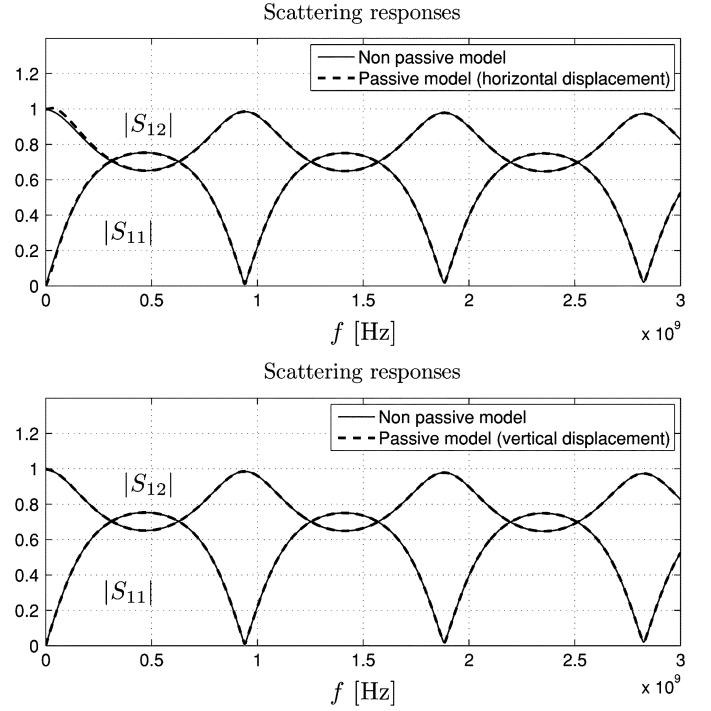 Scattering responses
Non passive model
Passive model (horizontal displacement)
1.2
1
0.8
0.6
0.4
0.2
0
|S12|
|S11|
0 0.5 1 1.5 2 2.5 3
f [Hz]
x 10^9
Scattering responses
Non passive model
Passive model (vertical displacement)
1.2
1
0.8
0.6
0.4
0.2
0
|S12|
|S11|
0 0.5 1 1.5 2 2.5 3
f [Hz]
x 10^9